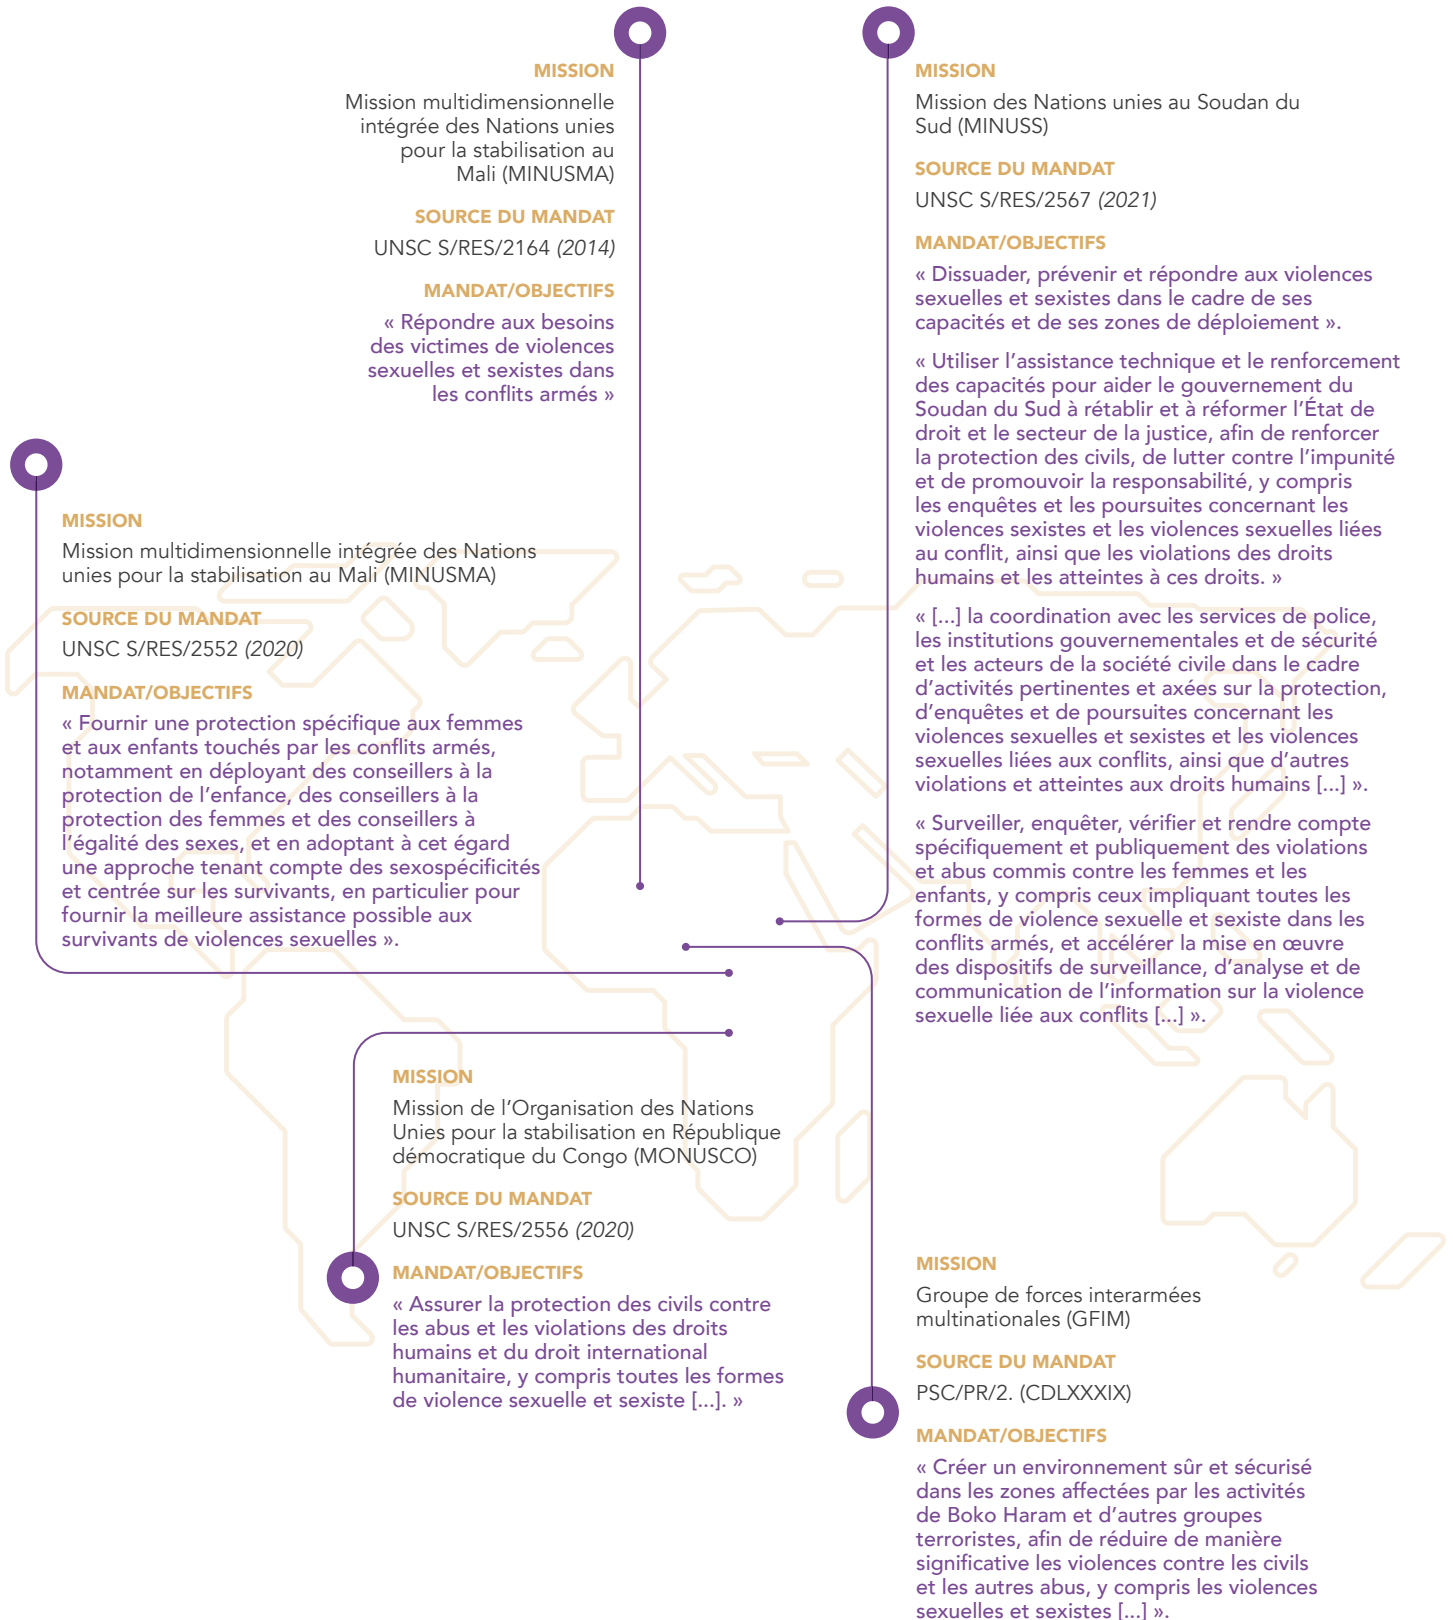 MISSION
Mission multidimensionnelle
intégrée des Nations unies
pour la stabilisation au
Mali (MINUSMA)
SOURCE DU MANDAT
UNSC S/RES/2164 (2014)
MANDAT/OBJECTIFS
« Répondre aux besoins
des victimes de violences
sexuelles et sexistes dans
les conflits armés »
MISSION
Mission des Nations unies au Soudan du
Sud (MINUSS)
SOURCE DU MANDAT
UNSC S/RES/2567 (2021)
MANDAT/OBJECTIFS
« Dissuader, prévenir et répondre aux violences
sexuelles et sexistes dans le cadre de ses
capacités et de ses zones de déploiement ».
« Utiliser l’assistance technique et le renforcement
des capacités pour aider le gouvernement du
Soudan du Sud à rétablir et à réformer l’État de
droit et le secteur de la justice, afin de renforcer
la protection des civils, de lutter contre l’impunité
et de promouvoir la responsabilité, y compris
les enquêtes et les poursuites concernant les
violences sexistes et les violences sexuelles liées
au conflit, ainsi que les violations des droits
humains et les atteintes à ces droits. »
« [...] la coordination avec les services de police,
les institutions gouvernementales et de sécurité
et les acteurs de la société civile dans le cadre
d’activités pertinentes et axées sur la protection,
d’enquêtes et de poursuites concernant les
violences sexuelles et sexistes et les violences
sexuelles liées aux conflits, ainsi que d’autres
violations et atteintes aux droits humains [...] ».
« Surveiller, enquêter, vérifier et rendre compte
spécifiquement et publiquement des violations
et abus commis contre les femmes et les
enfants, y compris ceux impliquant toutes les
formes de violence sexuelle et sexiste dans les
conflits armés, et accélérer la mise en œuvre
des dispositifs de surveillance, d’analyse et de
communication de l’information sur la violence
sexuelle liée aux conflits [...] ».
MISSION
Mission multidimensionnelle intégrée des Nations
unies pour la stabilisation au Mali (MINUSMA)
SOURCE DU MANDAT
UNSC S/RES/2552 (2020)
MANDAT/OBJECTIFS
« Fournir une protection spécifique aux femmes
et aux enfants touchés par les conflits armés,
notamment en déployant des conseillers à la
protection de l’enfance, des conseillers à la
protection des femmes et des conseillers à
l’égalité des sexes, et en adoptant à cet égard
une approche tenant compte des sexospécificités
et centrée sur les survivants, en particulier pour
fournir la meilleure assistance possible aux
survivants de violences sexuelles ».
MISSION
Mission de l’Organisation des Nations
Unies pour la stabilisation en République
démocratique du Congo (MONUSCO)
SOURCE DU MANDAT
UNSC S/RES/2556 (2020)
MANDAT/OBJECTIFS
« Assurer la protection des civils contre
les abus et les violations des droits
humains et du droit international
humanitaire, y compris toutes les formes
de violence sexuelle et sexiste [...]. »
MISSION
Groupe de forces interarmées
multinationales (GFIM)
SOURCE DU MANDAT
PSC/PR/2. (CDLXXXIX)
MANDAT/OBJECTIFS
« Créer un environnement sûr et sécurisé
dans les zones affectées par les activités
de Boko Haram et d’autres groupes
terroristes, afin de réduire de manière
significative les violences contre les civils
et les autres abus, y compris les violences
sexuelles et sexistes [...] ».